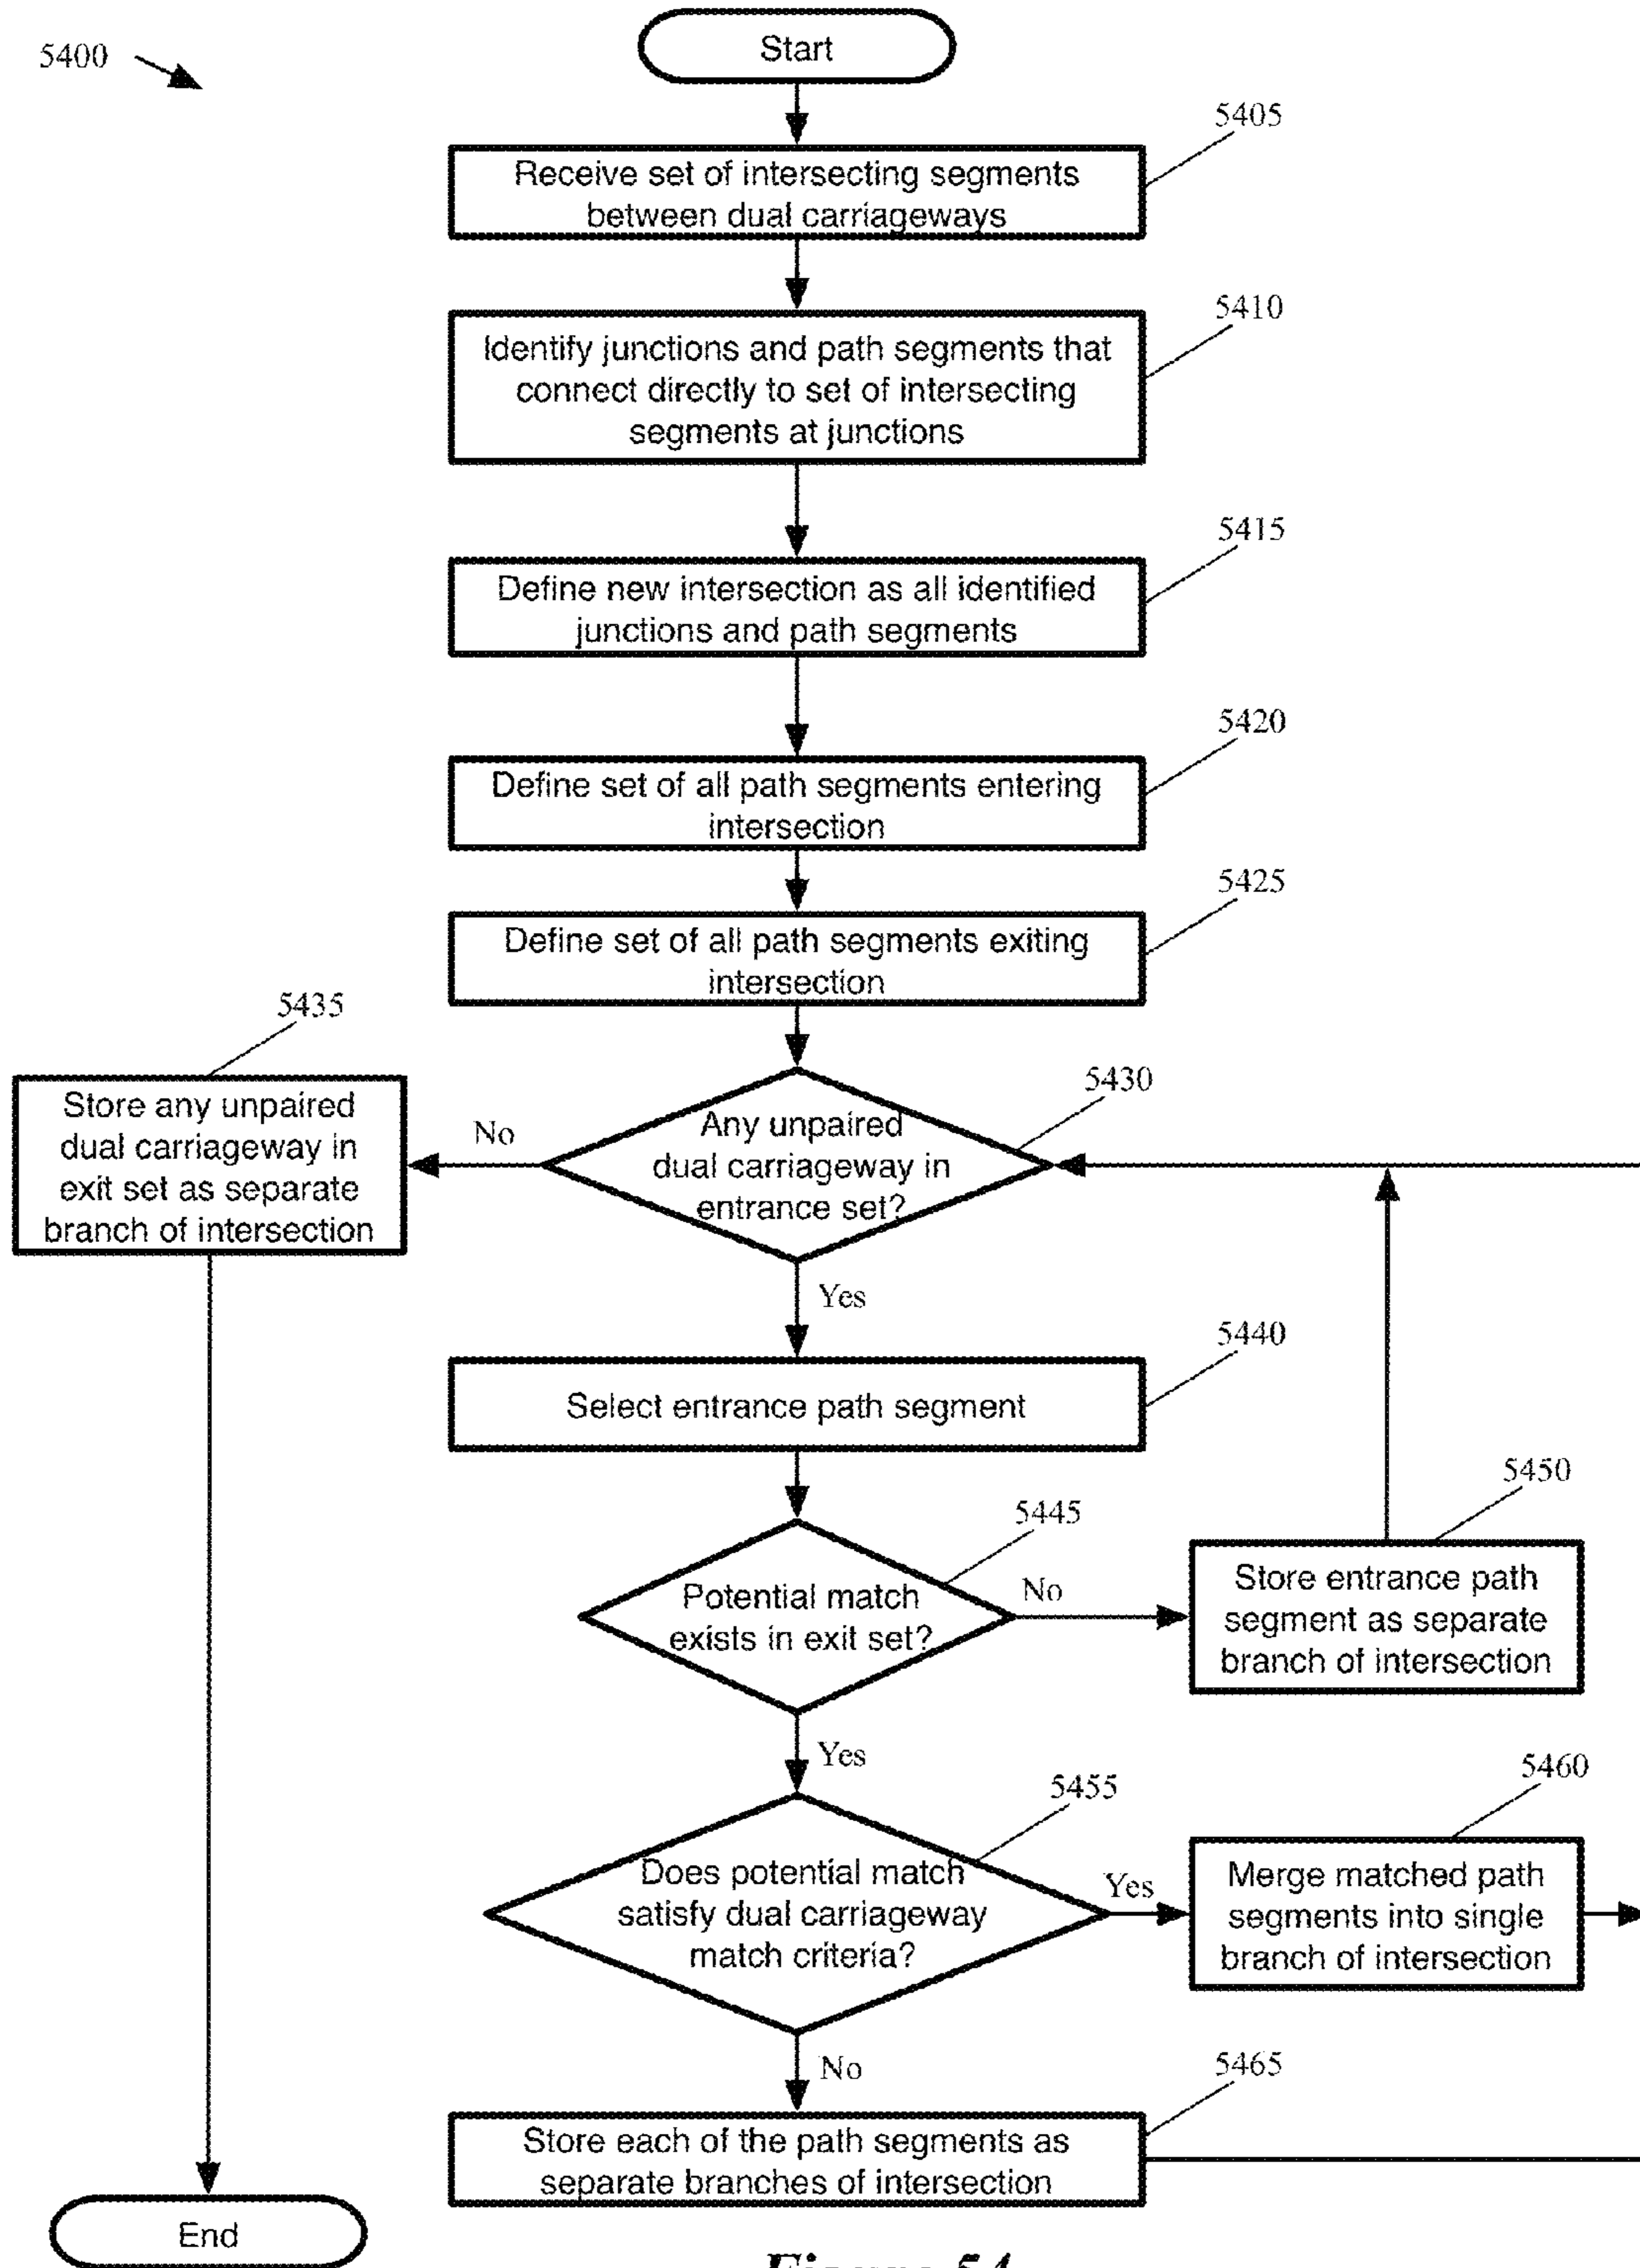 5400
Start
5405
Receive set of intersecting segments
between dual carriageways
5410
Identify junctions and path segments that
connect directly to set of intersecting
segments at junctions
5415
Define new intersection as all identified
junctions and path segments
5420
Define set of all path segments entering
intersection
5425
Define set of all path segments exiting
intersection
5435
Store any unpaired
dual carriageway in
exit set as separate
branch of intersection
No
5430
Any unpaired
dual carriageway in
entrance set?
Yes
5440
Select entrance path segment
5445
Potential match
exists in exit set?
No
5450
Store entrance path
segment as separate
branch of intersection
Yes
5455
Does potential match
satisfy dual carriageway
match criteria?
Yes
5460
Merge matched path
segments into single
branch of intersection
No
5465
Store each of the path segments as
separate branches of intersection
End
Figure 54